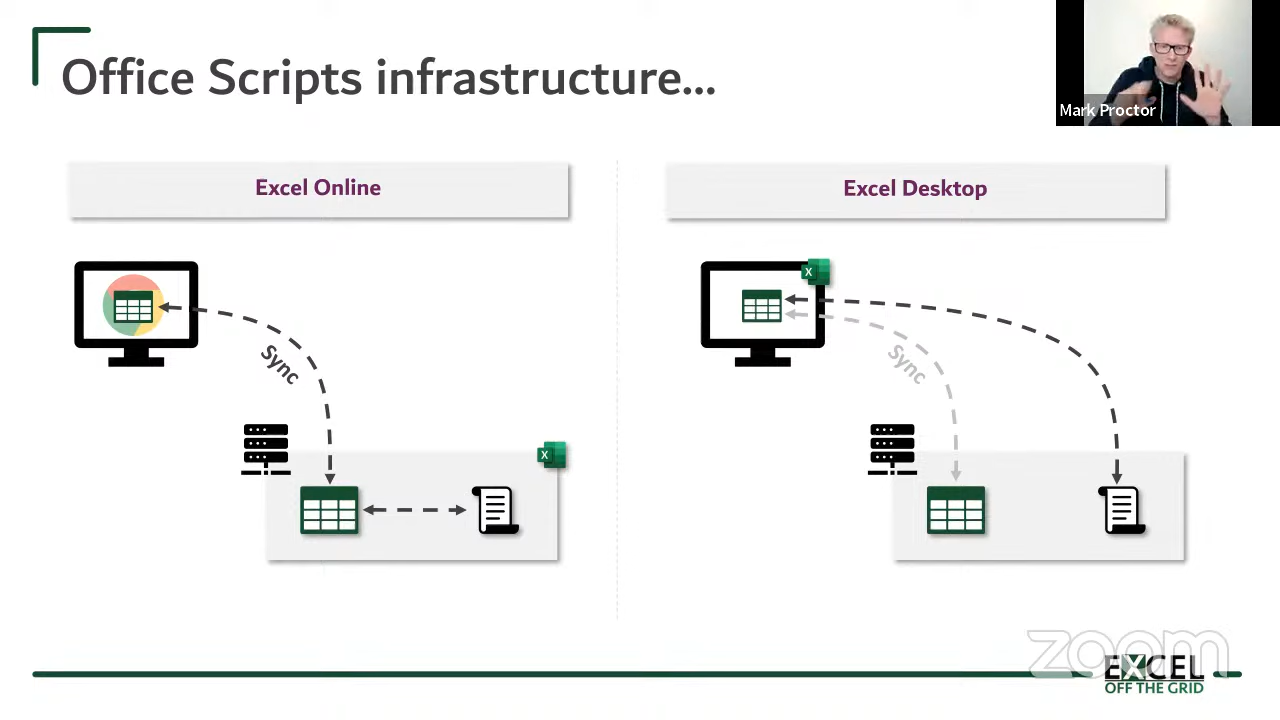 Office Scripts infrastructure...
Mark Proctor
Excel Online
Excel Desktop
X
Sync
Sync
X
zoom
EXCEL
OFF THE GRID